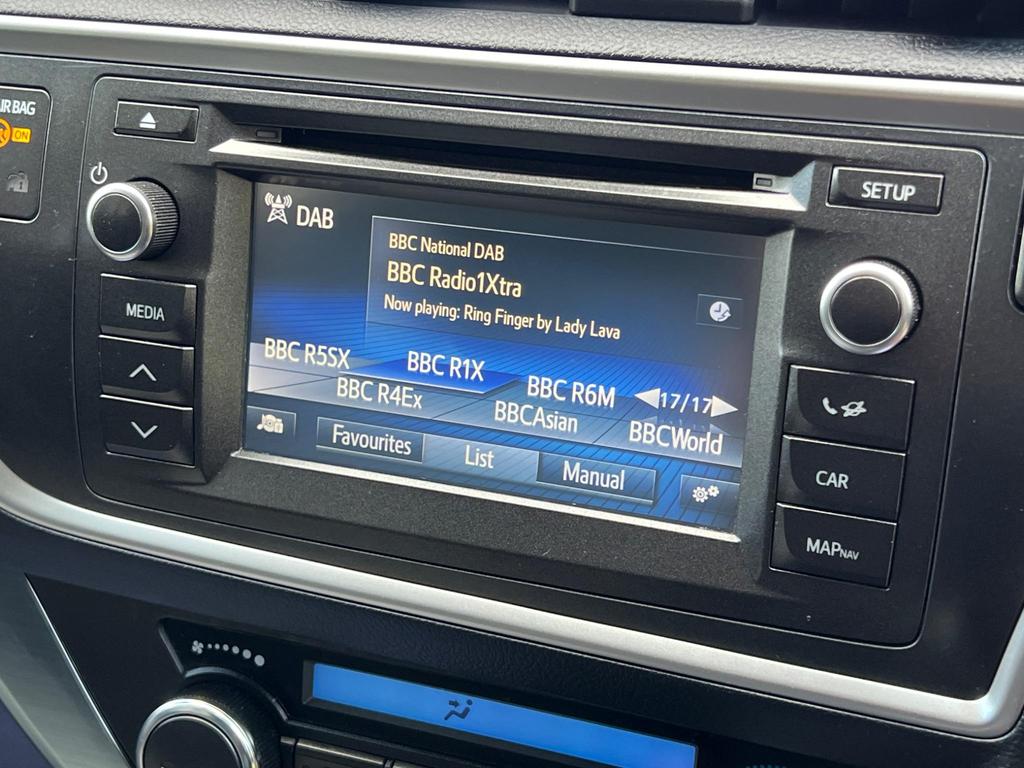 AIR BAG
ON
SETUP
DAB
BBC National DAB
BBC Radio1Xtra
Now playing: Ring Finger by Lady Lava
MEDIA
BBC R5SX
BBC R1X
BBC R6M
17/17
BBC R4Ex
BBCAsian
BBCWorld
Favourites
List
Manual
CAR
MAPNAV